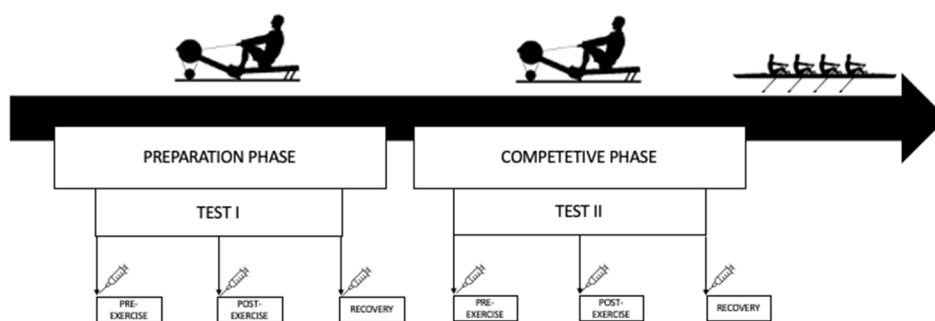 PREPARATION PHASE
COMPETETIVE PHASE
TEST I
TEST II
PRE-
EXERCISE
POST-
EXERCISE
RECOVERY
PRE-
EXERCISE
POST-
EXERCISE
RECOVERY